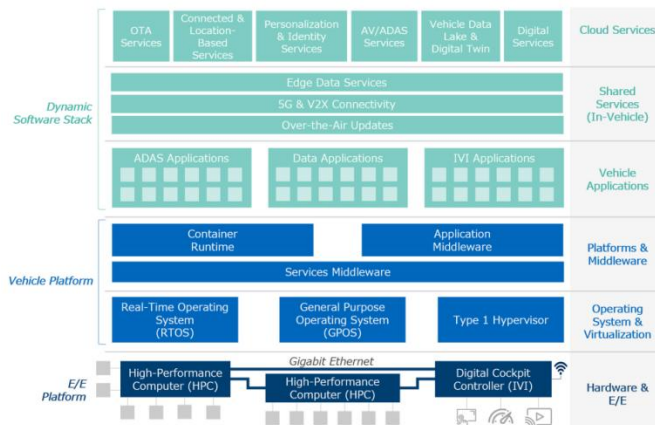 OTA
Services
Connected &
Location-
Based
Services
Personalization
& Identity
Services
AV/ADAS
Services
Vehicle Data
Lake &
Digital Twin
Digital
Services
Cloud Services
Dynamic
Software Stack
Edge Data Services
5G & V2X Connectivity
Over-the-Air Updates
Shared
Services
(In-Vehicle)
ADAS Applications
Data Applications
IVI Applications
Vehicle
Applications
Vehicle Platform
Container
Runtime
Application
Middleware
Services Middleware
Platforms &
Middleware
Real-Time Operating
System
(RTOS)
General Purpose
Operating System
(GPOS)
Type 1 Hypervisor
Operating
System &
Virtualization
E/E
Platform
Gigabit Ethernet
High-Performance
Computer (HPC)
High-Performance
Computer (HPC)
Digital Cockpit
Controller (IVI)
Hardware &
E/E